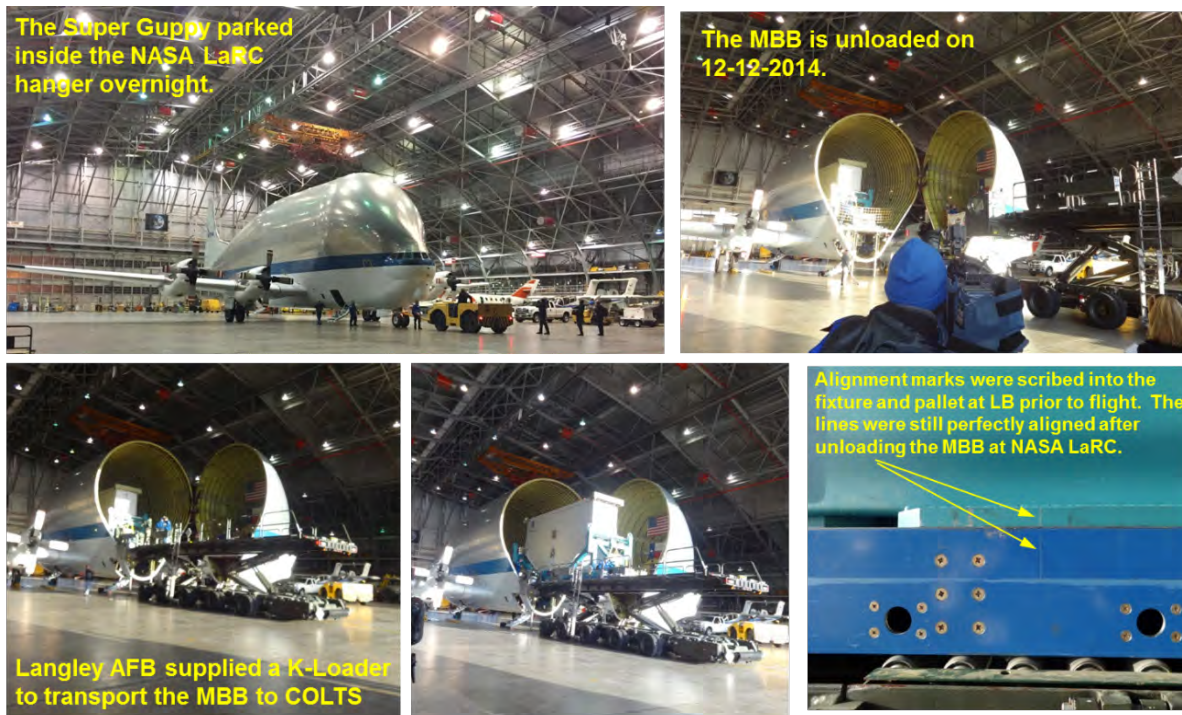 The Super Guppy parked
inside the NASA LaRC
hanger overnight.
The MBB is unloaded on
12-12-2014.
Langley AFB supplied a K-Loader
to transport the MBB to COLTS
Alignment marks were scribed into the
fixture and pallet at LB prior to flight. The
lines were still perfectly aligned after
unloading the MBB at NASA LaRC.